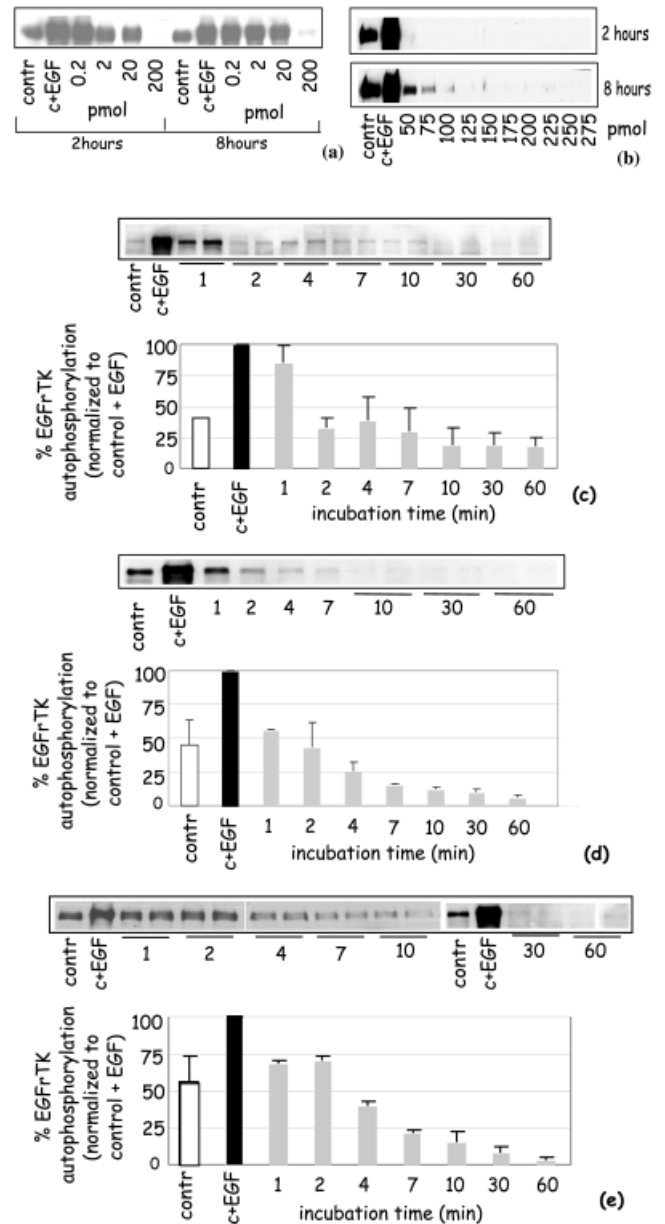 contr c+EGF 0.2 2 20 200 contr c+EGF 0.2 2 20 200
pmol pmol
2hours 8hours
(a)
2 hours
8 hours
contr c+EGF 50 75 100 125 150 175 200 225 250 275
pmol
(b)
contr c+EGF 1 2 4 7 10 30 60
% EGFrTK
autophosphorylation
(normalized to
control + EGF)
100
75
50
25
0
contr c+EGF 1 2 4 7 10 30 60
incubation time (min)
(c)
contr c+EGF 1 2 4 7 10 30 60
% EGFrTK
autophosphorylation
(normalized to
control + EGF)
100
75
50
25
0
contr c+EGF 1 2 4 7 10 30 60
incubation time (min)
(d)
contr c+EGF 1 2 4 7 10 contr c+EGF 30 60
% EGFrTK
autophosphorylation
(normalized to
control + EGF)
100
75
50
25
0
contr c+EGF 1 2 4 7 10 30 60
incubation time (min)
(e)